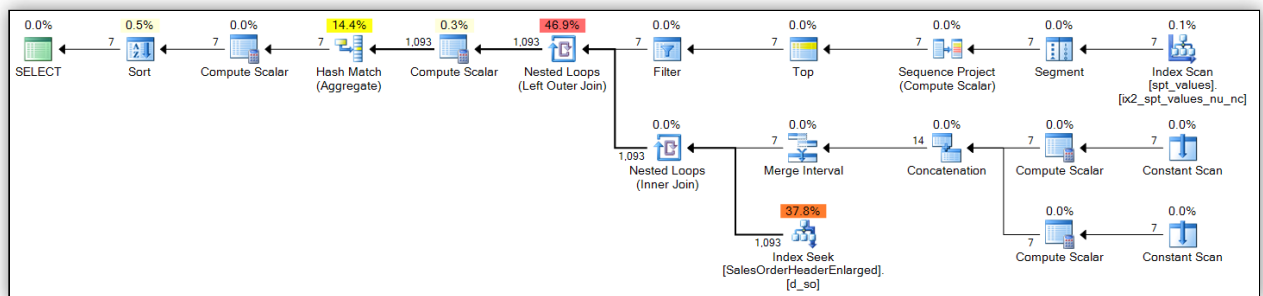 0.0%
0.5%
0.0%
14.4%
0.3%
46.9%
0.0%
0.0%
0.0%
0.0%
0.1%
7
7
7
1,093
1,093
7
7
7
7
7
SELECT
Sort
Compute Scalar
Hash Match
(Aggregate)
Compute Scalar
Nested Loops
(Left Outer Join)
Filter
Top
Sequence Project
(Compute Scalar)
Segment
Index Scan
[spt_values].
[ix2_spt_values_nu_nc]
0.0%
0.0%
0.0%
0.0%
0.0%
1,093
7
14
7
7
Nested Loops
(Inner Join)
Merge Interval
Concatenation
Compute Scalar
Constant Scan
37.8%
0.0%
0.0%
1,093
7
7
Index Seek
[SalesOrderHeaderEnlarged].
[d_so]
Compute Scalar
Constant Scan